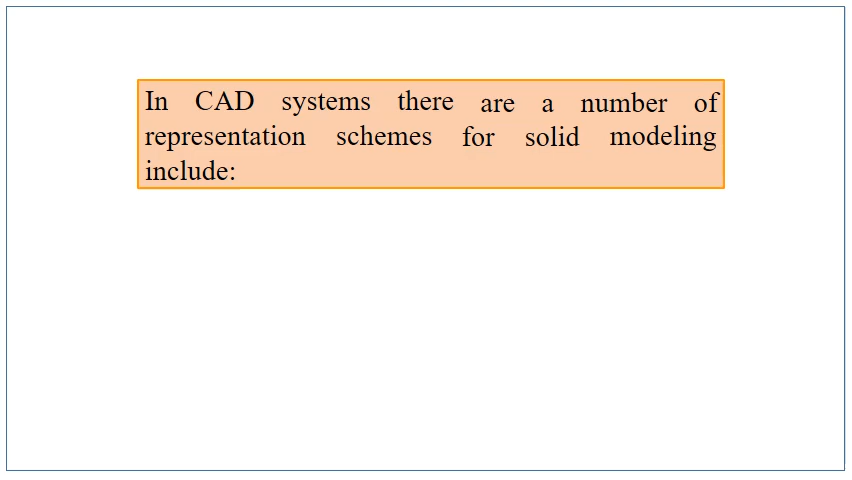 In CAD systems there are a number of
representation schemes for solid modeling
include: